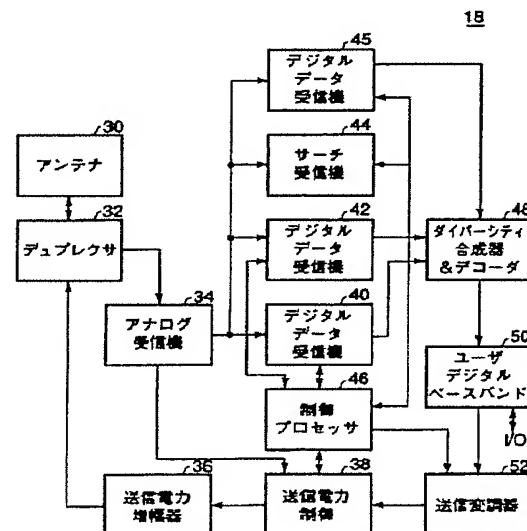 18
45
デジタル
データ
受信機
44
サーチ
受信機
30
アンテナ
32
デュプレクサ
42
デジタル
データ
受信機
48
ダイバーシティ
合成器
&デコーダ
34
アナログ
受信機
40
デジタル
データ
受信機
50
ユーザ
デジタル
ベースバンド
I/O
46
制御
プロセッサ
36
送信電力
増幅器
38
送信電力
制御
52
送信変調器